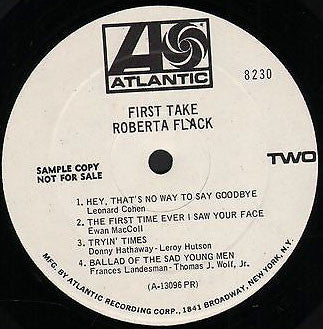 ATLANTIC
8230
FIRST TAKE
ROBERTA FLACK
SAMPLE COPY
NOT FOR SALE
TWO
1. HEY, THAT'S NO WAY TO SAY GOODBYE
Leonard Cohen
2. THE FIRST TIME EVER I SAW YOUR FACE
Ewan MacColl
3. TRYIN' TIMES
Donny Hathaway-Leroy Hutson
4. BALLAD OF THE SAD YOUNG MEN
Frances Landesman-Thomas J. Wolf, Jr.
(A-13096 PR)
MFG. BY ATLANTIC RECORDING CORP., 1841 BROADWAY, NEW YORK, N.Y.